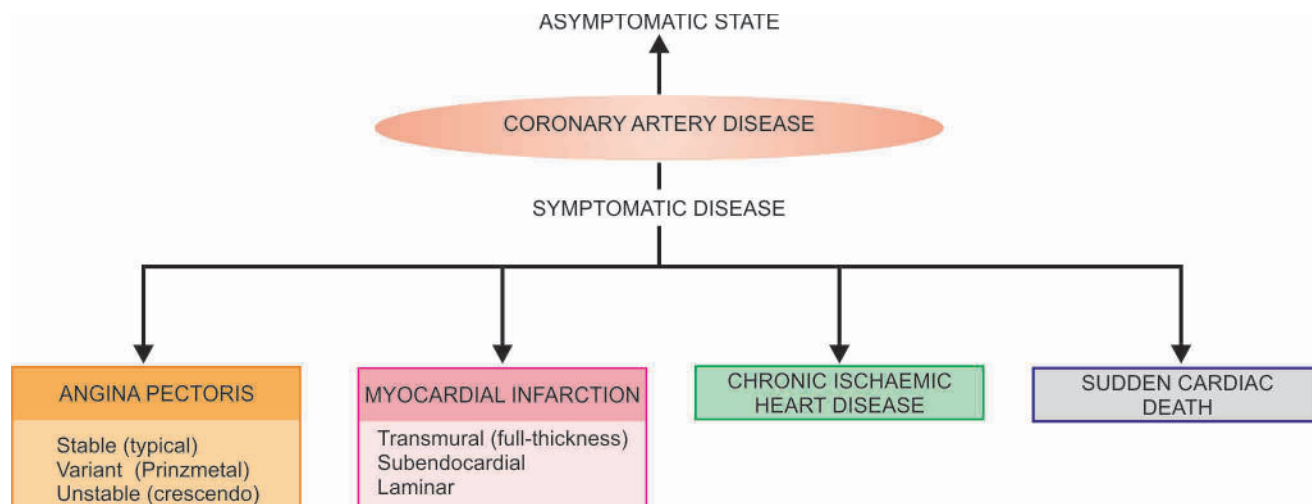 ASYMPTOMATIC STATE
CORONARY ARTERY DISEASE
SYMPTOMATIC DISEASE
ANGINA PECTORIS
Stable (typical)
Variant (Prinzmetal)
Unstable (crescendo)
MYOCARDIAL INFARCTION
Transmural (full-thickness)
Subendocardial
Laminar
CHRONIC ISCHAEMIC
HEART DISEASE
SUDDEN CARDIAC
DEATH